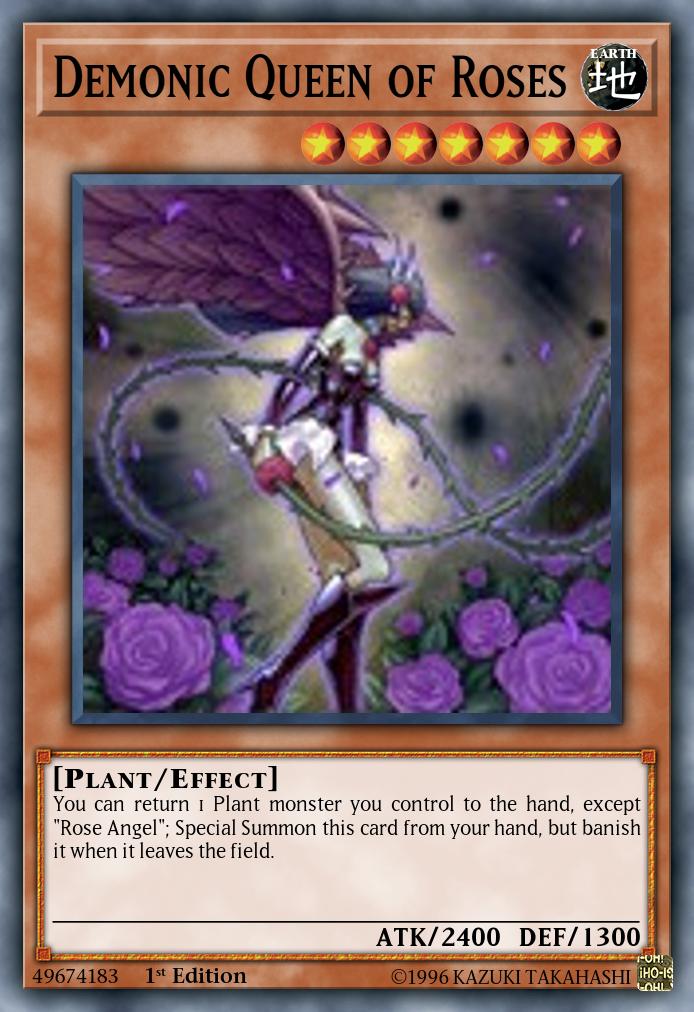 Demonic Queen of Roses
EARTH
地
[Plant/Effect]
You can return 1 Plant monster you control to the hand, except
"Rose Angel"; Special Summon this card from your hand, but banish
it when it leaves the field.
ATK/2400 DEF/1300
49674183 1st Edition ©1996 KAZUKI TAKAHASHI